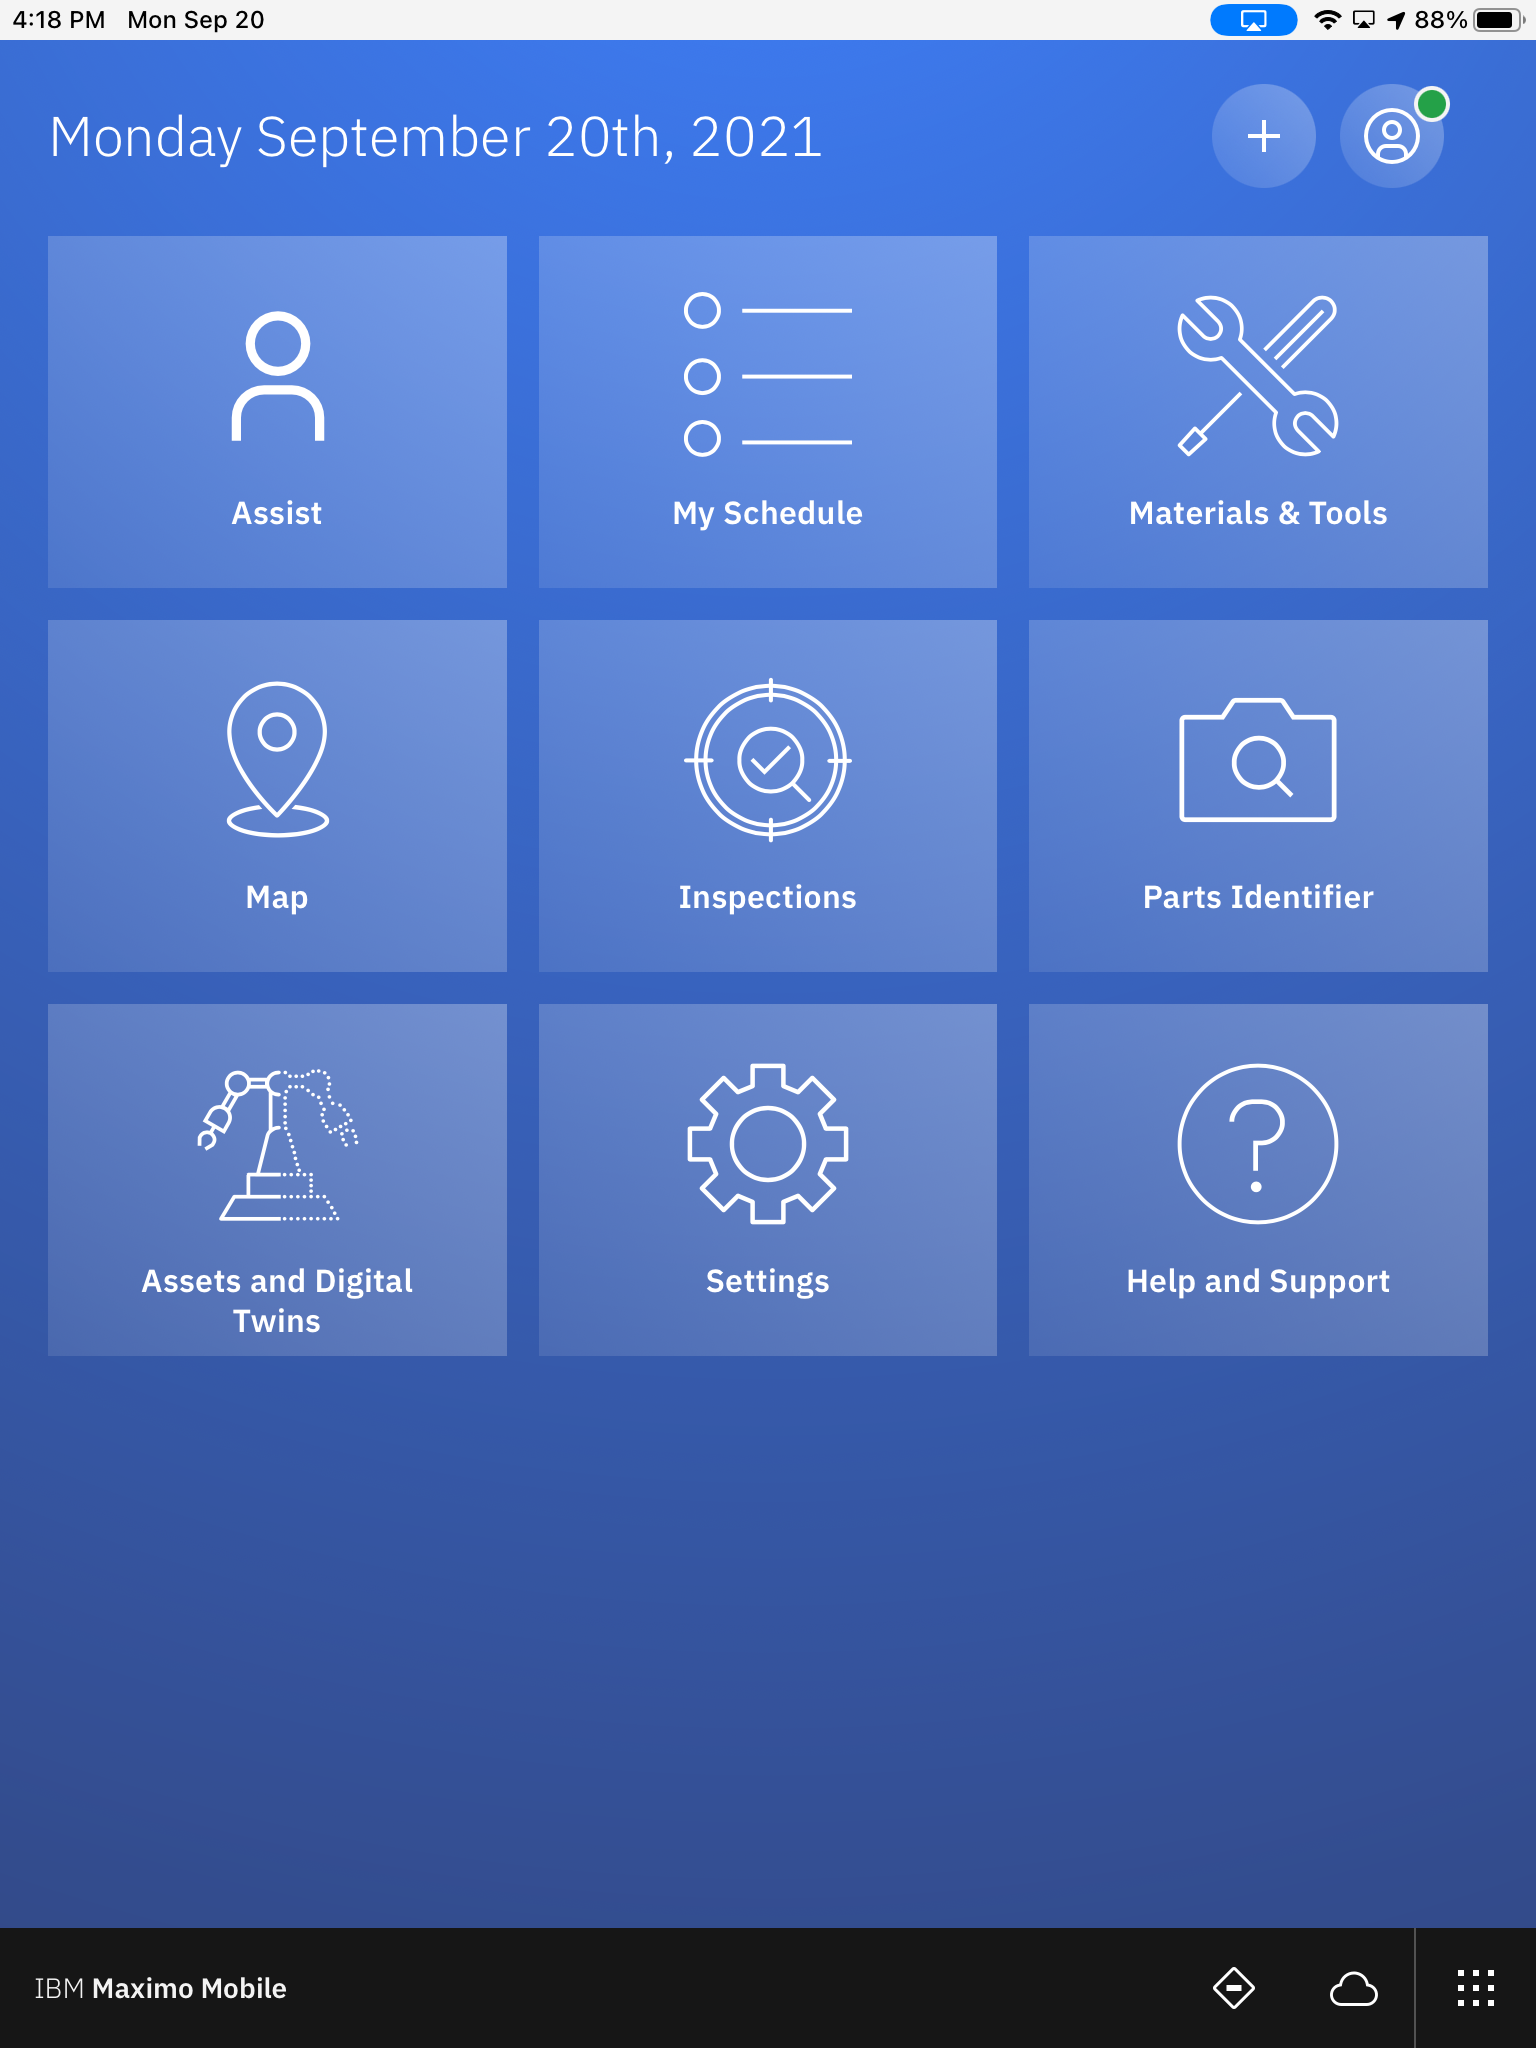 4:18 PM Mon Sep 20 88%
Monday September 20th, 2021
Assist My Schedule Materials & Tools
Map Inspections Parts Identifier
Assets and Digital Settings Help and Support
Twins
IBM Maximo Mobile